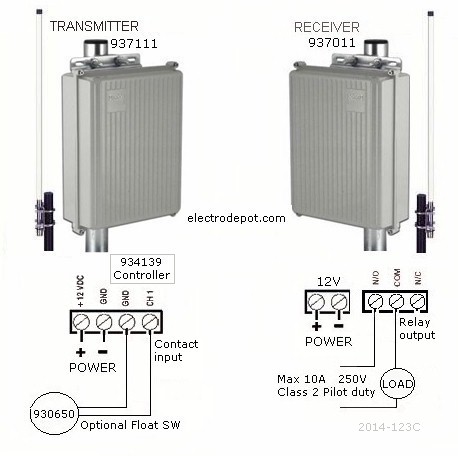 TRANSMITTER
937111
RECEIVER
937011
electrodepot.com
934139
Controller
+ 12 VDC
GND
GND
CH 1
+ -
POWER
Contact
input
930650
Optional Float SW
12V
N/O
COM
N/C
+ -
POWER
Relay
output
Max 10A 250V
Class 2 Pilot duty
LOAD
2014-123C